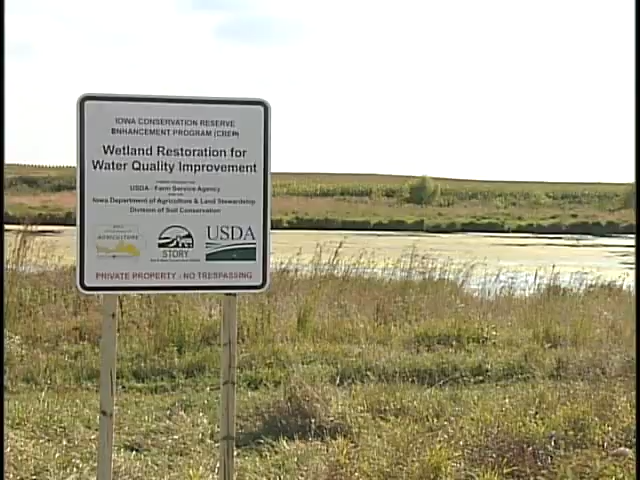 IOWA CONSERVATION RESERVE
ENHANCEMENT PROGRAM (CREP)
Wetland Restoration for
Water Quality Improvement
USDA - Farm Service Agency
Iowa Department of Agriculture & Land Stewardship
Division of Soil Conservation
AGRICULTURE
STORY
USDA
PRIVATE PROPERTY - NO TRESPASSING